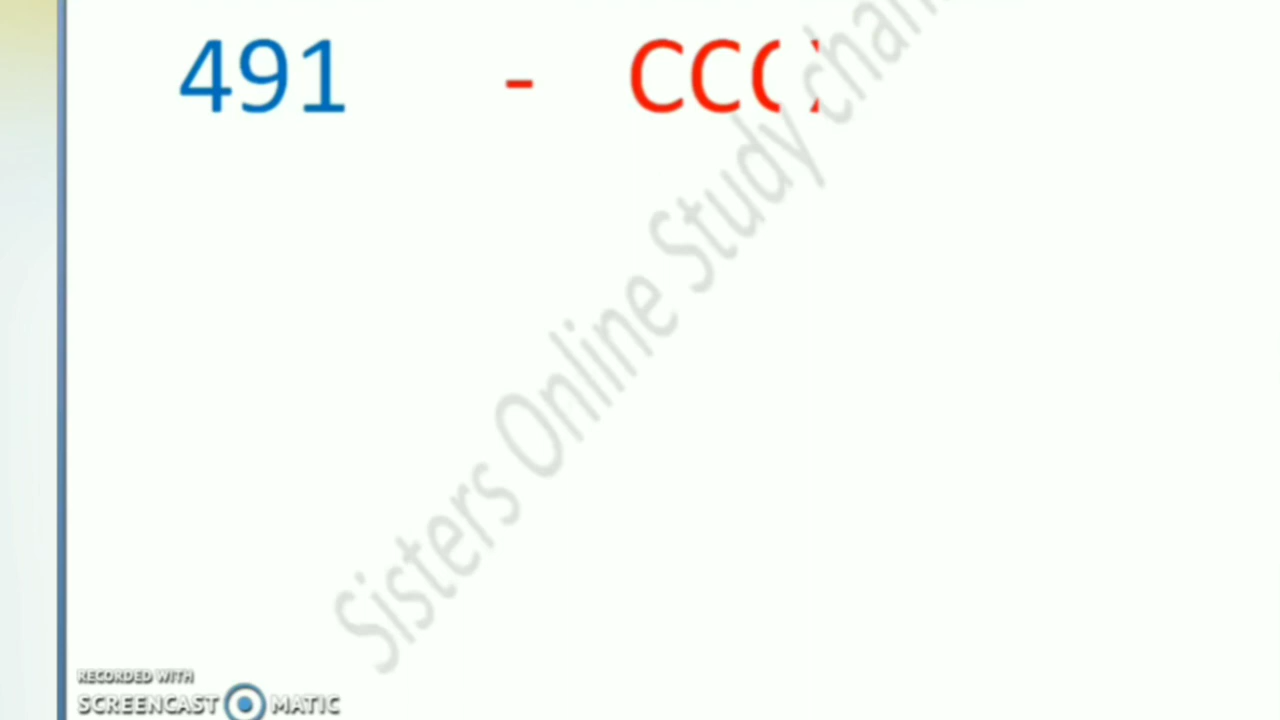 491 - CCC
Sisters Online Study
RECORDED WITH
SCREENCAST MATIC